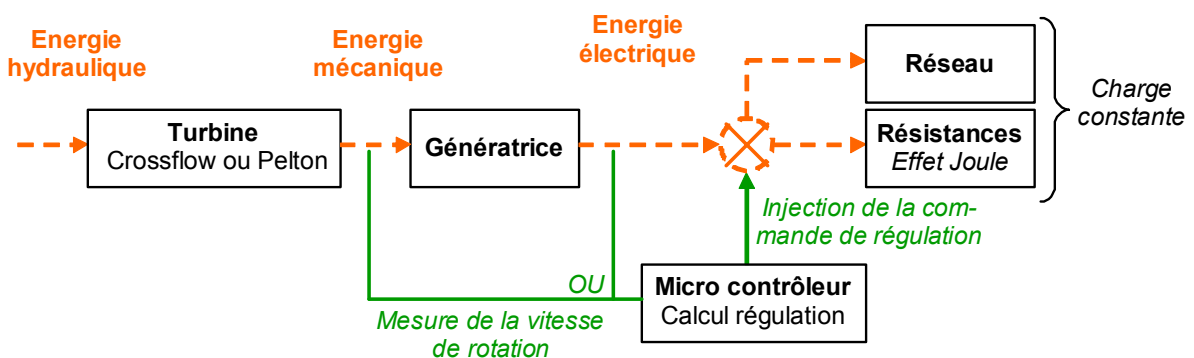 Energie
hydraulique
Energie
mécanique
Energie
électrique
Réseau
Charge
constante
Turbine
Crossflow ou Pelton
Génératrice
Résistances
Effet Joule
Injection de la com-
mande de régulation
OU
Micro contrôleur
Calcul régulation
Mesure de la vitesse
de rotation